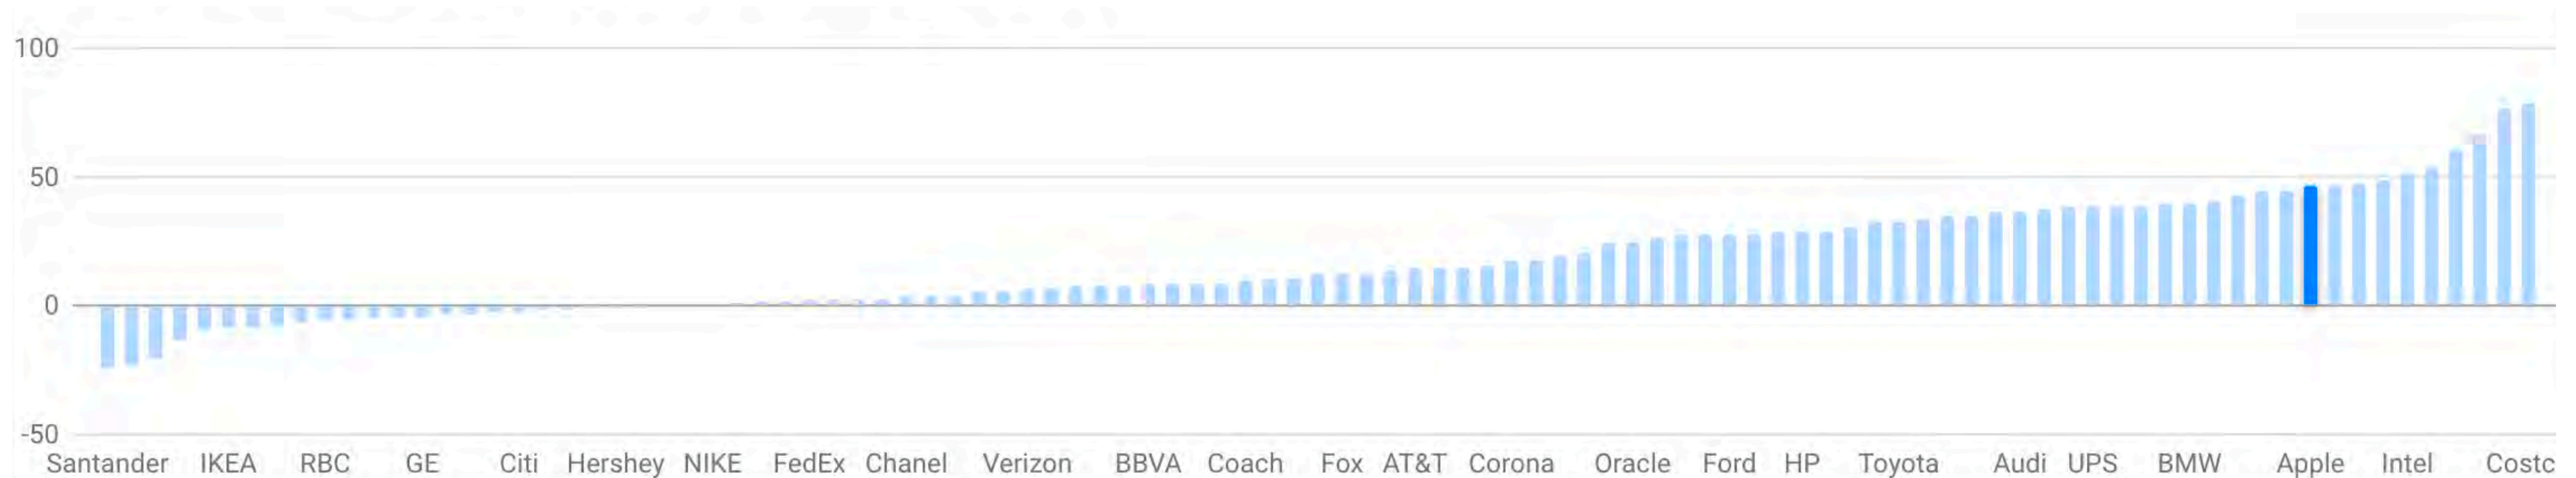 100
50
0
-50
Santander IKEA RBC GE Citi Hershey NIKE FedEx Chanel Verizon BBVA Coach Fox AT&T Corona Oracle Ford HP Toyota Audi UPS BMW Apple Intel Costc